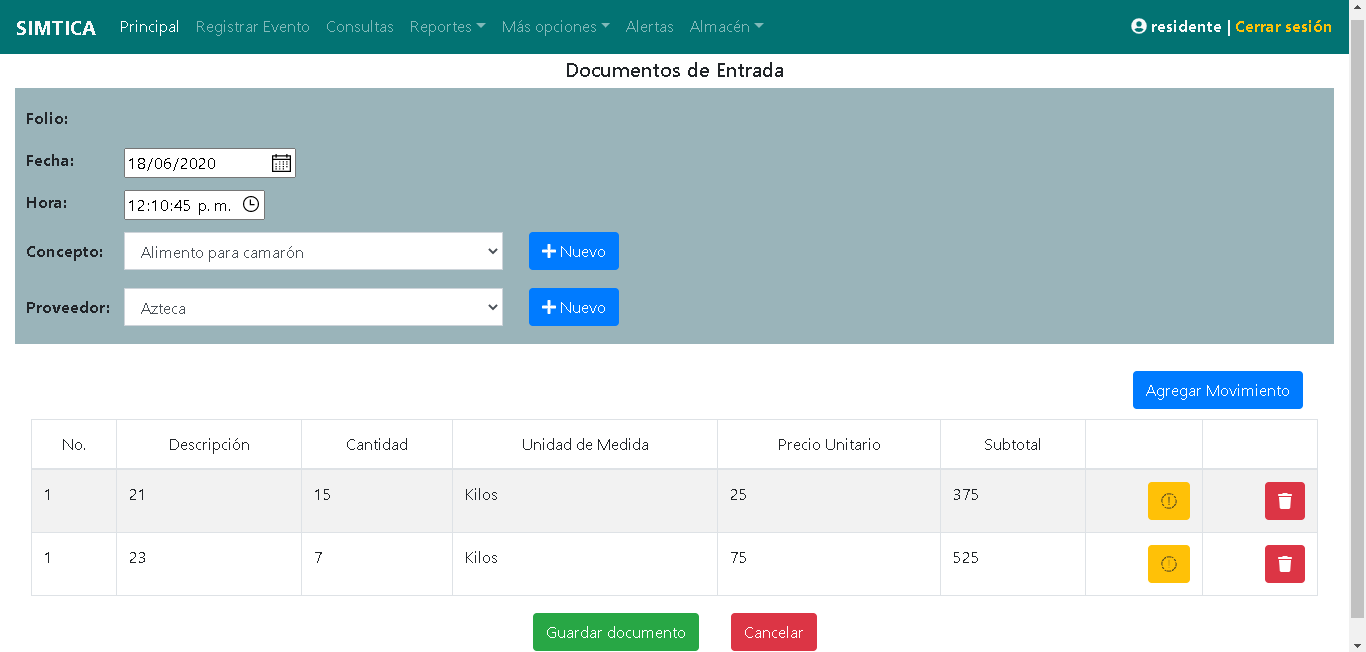 SIMTICA Principal Registrar Evento Consultas Reportes Más opciones Alertas Almacén residente | Cerrar sesión
Documentos de Entrada
Folio:
Fecha: 18/06/2020
Hora: 12:10:45 p. m.
Concepto: Alimento para camarón Nuevo
Proveedor: Azteca Nuevo
Agregar Movimiento
No. Descripción Cantidad Unidad de Medida Precio Unitario Subtotal
1 21 15 Kilos 25 375
1 23 7 Kilos 75 525
Guardar documento Cancelar